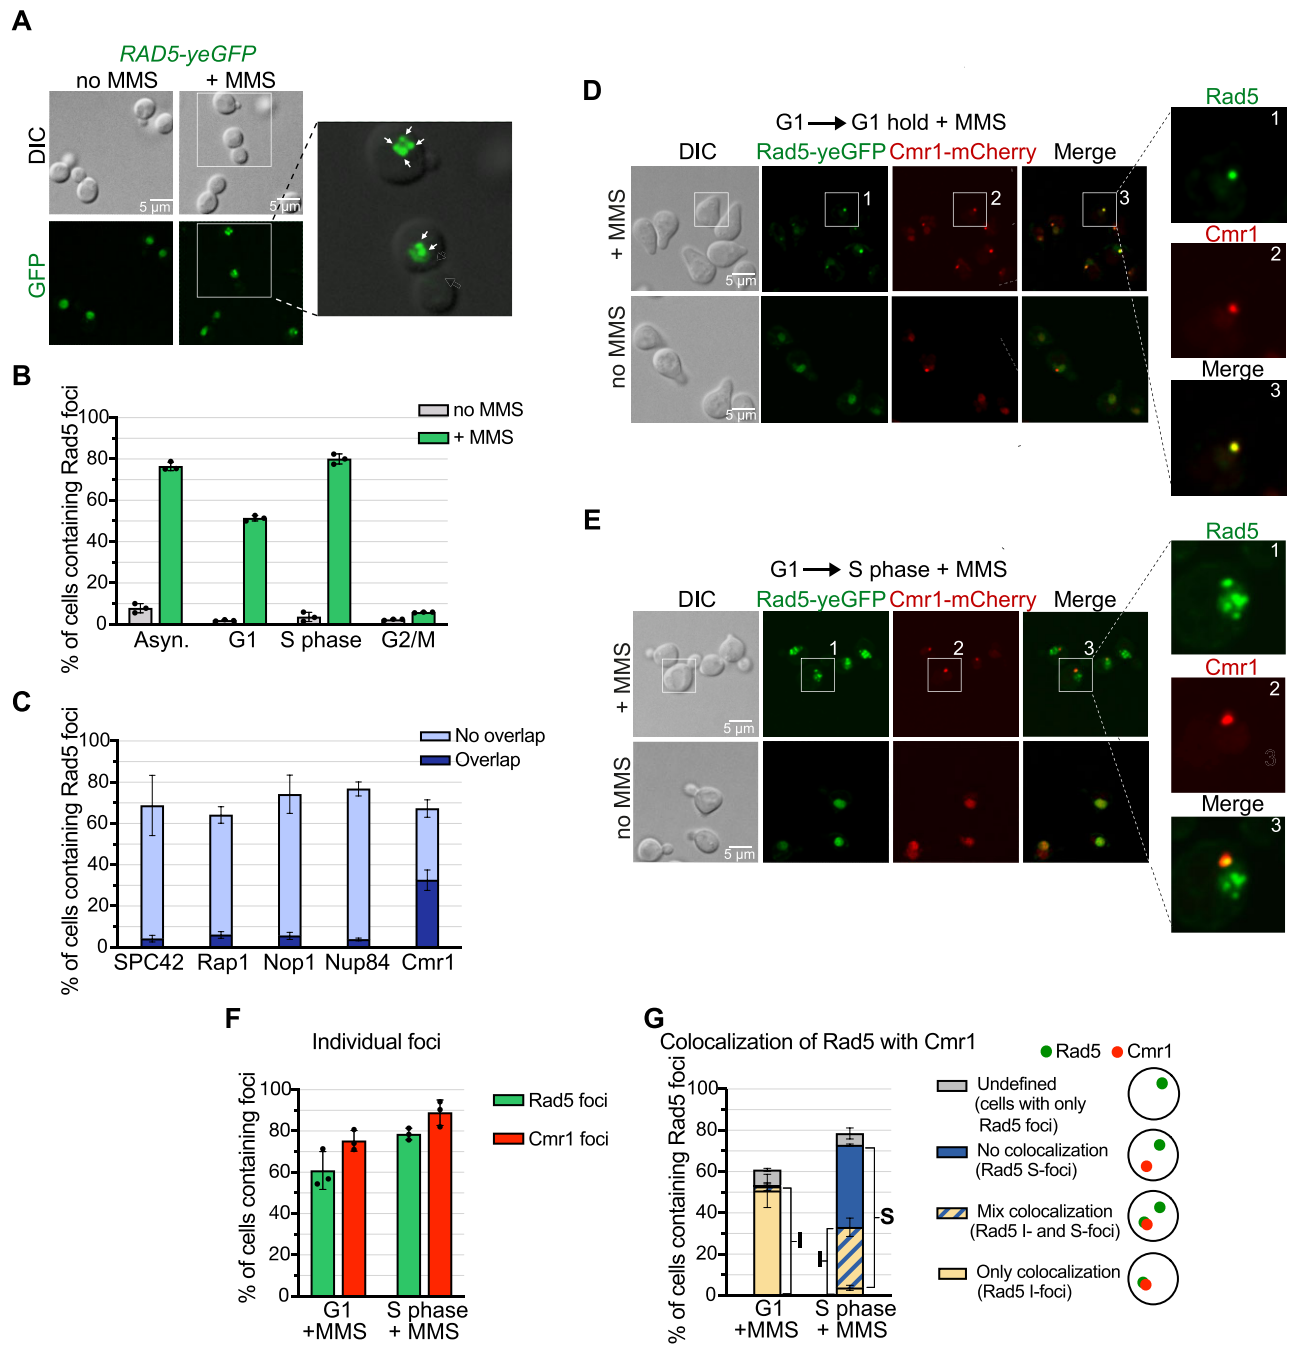 A
RAD5-yeGFP
no MMS + MMS
DIC
5 µm 5 µm
GFP
B
% of cells containing Rad5 foci
no MMS
+ MMS
100
80
60
40
20
0
Asyn. G1 S phase G2/M
C
% of cells containing Rad5 foci
No overlap
Overlap
100
80
60
40
20
0
SPC42 Rap1 Nop1 Nup84 Cmr1
D
G1 → G1 hold + MMS
DIC Rad5-yeGFP Cmr1-mCherry Merge
+ MMS
5 µm
1 2 3
no MMS
5 µm
Rad5
1
Cmr1
2
Merge
3
E
G1 → S phase + MMS
DIC Rad5-yeGFP Cmr1-mCherry Merge
+ MMS
5 µm
1 2 3
no MMS
5 µm
Rad5
1
Cmr1
2
3
Merge
3
F
Individual foci
% of cells containing foci
100
80
60
40
20
0
G1 S phase
+MMS + MMS
Rad5 foci
Cmr1 foci
G
Colocalization of Rad5 with Cmr1
% of cells containing Rad5 foci
100
80
60
40
20
0
I
I
S
G1 S phase
+MMS + MMS
Rad5 Cmr1
Undefined
(cells with only
Rad5 foci)
No colocalization
(Rad5 S-foci)
Mix colocalization
(Rad5 I- and S-foci)
Only colocalization
(Rad5 I-foci)